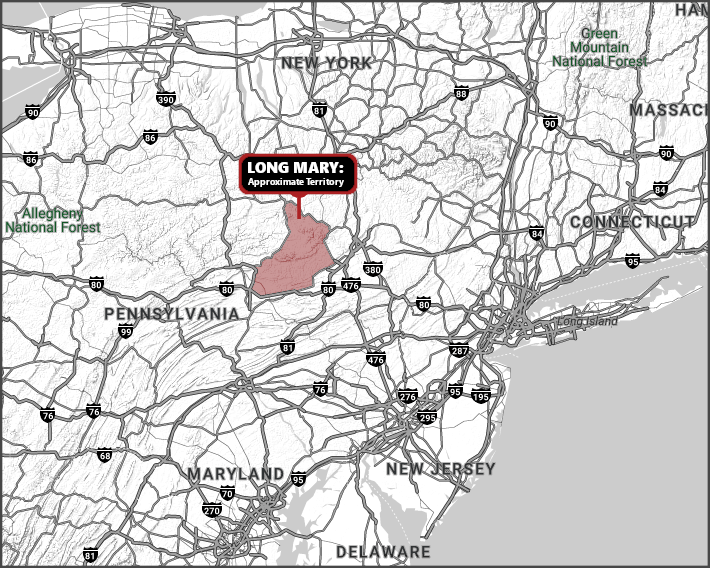 HAM
Green
Mountain
National Forest
NEW YORK
390
90
81
88
MASSACI
86
90
90
86
LONG MARY:
Approximate Territory
84
Allegheny
National Forest
CONNECTICUT
84
95
380
80
80
80
476
80
PENNSYLVANIA
Long Island
99
81
287
476
76
276
95
195
76
76
295
68
MARYLAND
NEW JERSEY
95
70
270
81
DELAWARE